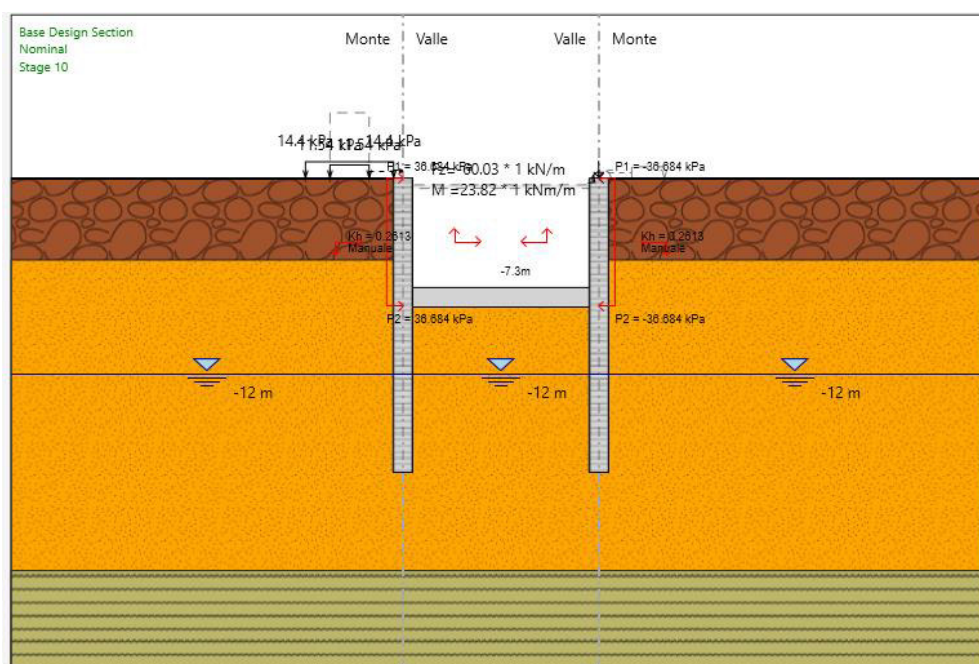 Base Design Section
Nominal
Stage 10
Monte Valle Valle Monte
14.4 kPa 14.4 kPa
P1 = 36.684 kPa
Fz=-60.03 * 1 kN/m
P1 = -36.684 kPa
M =23.82 * 1 kNm/m
Kh = 0.2613
Manuale
Kh = 0.2613
Manuale
-7.3m
P2 = 36.684 kPa
P2 = -36.684 kPa
-12 m
-12 m
-12 m